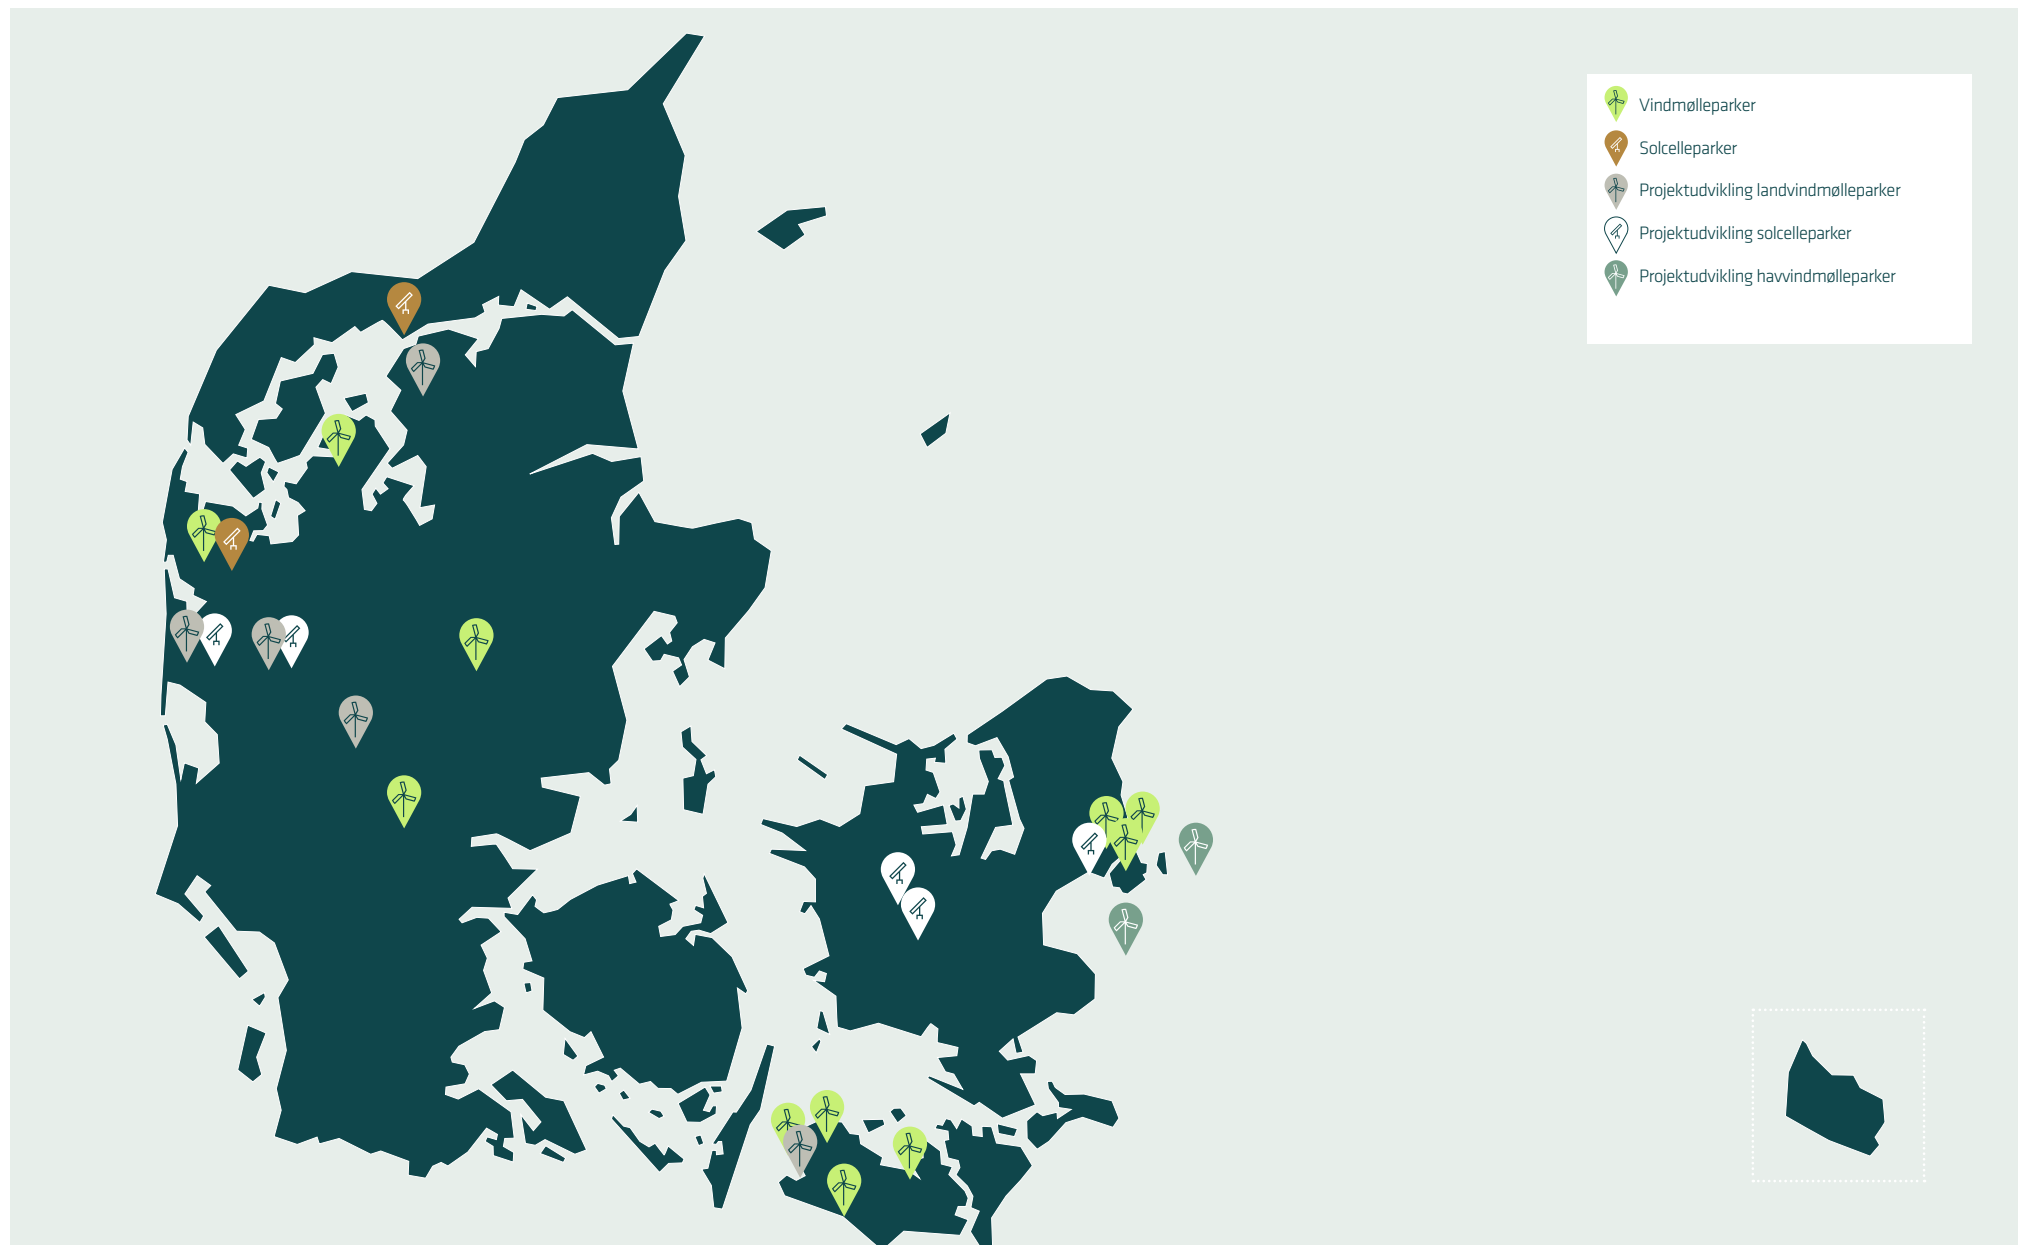 Vindmølleparker
Solcelleparker
Projektudvikling landvindmølleparker
Projektudvikling solcelleparker
Projektudvikling havvindmølleparker